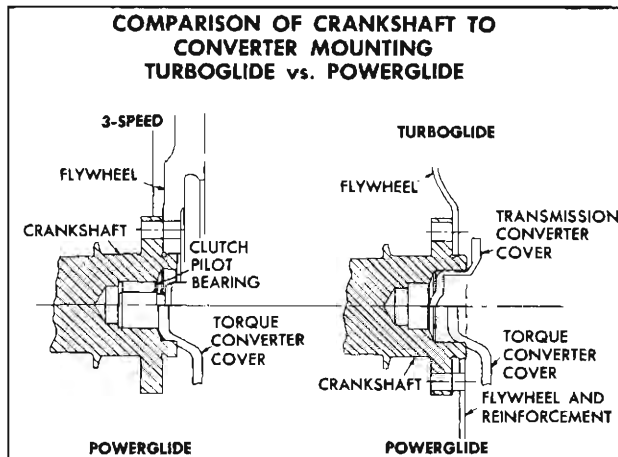 COMPARISON OF CRANKSHAFT TO
CONVERTER MOUNTING
TURBOGLIDE vs. POWERGLIDE
3-SPEED
FLYWHEEL
CRANKSHAFT
CLUTCH
PILOT
BEARING
TORQUE
CONVERTER
COVER
POWERGLIDE
TURBOGLIDE
FLYWHEEL
TRANSMISSION
CONVERTER
COVER
TORQUE
CONVERTER
COVER
CRANKSHAFT
FLYWHEEL AND
REINFORCEMENT
POWERGLIDE